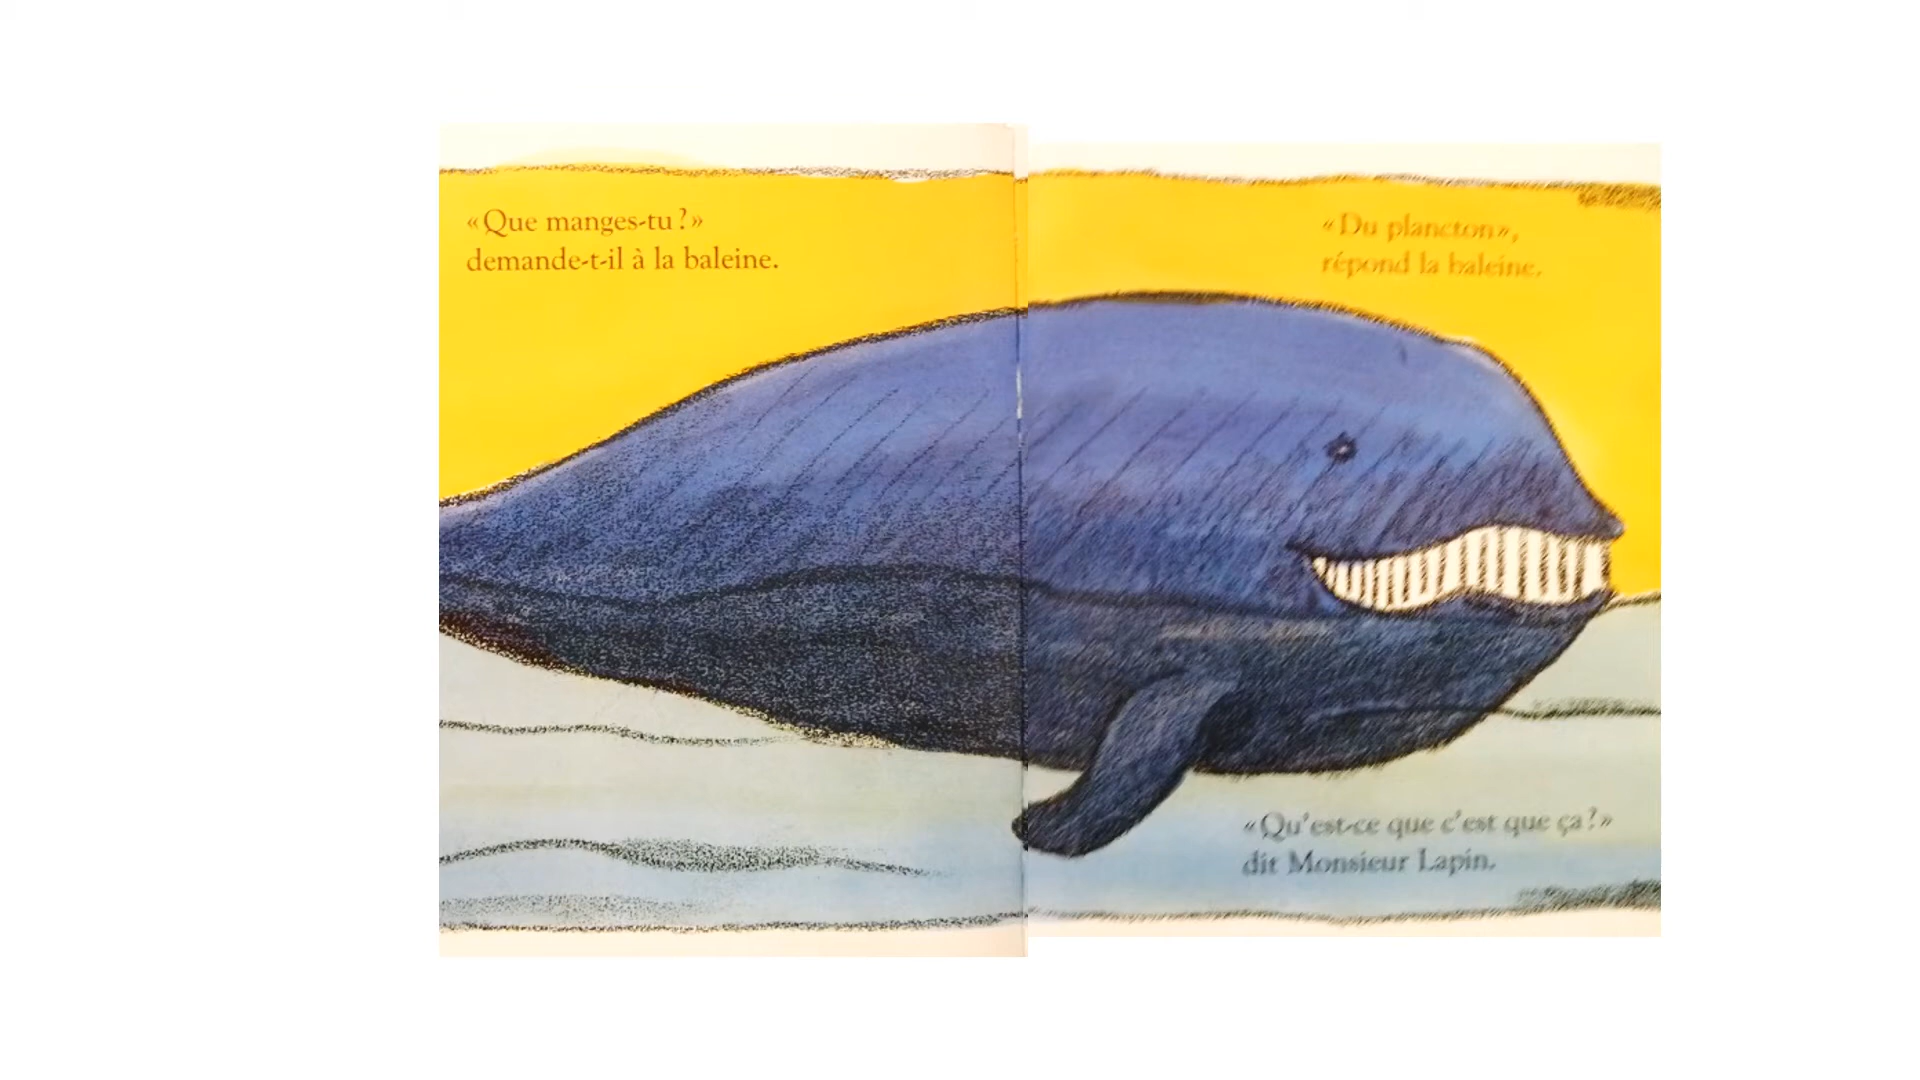 «Que manges-tu?»
demande-t-il à la baleine.
«Du plancton»,
répond la baleine.
«Qu'est-ce que c'est que ça?»
dit Monsieur Lapin.